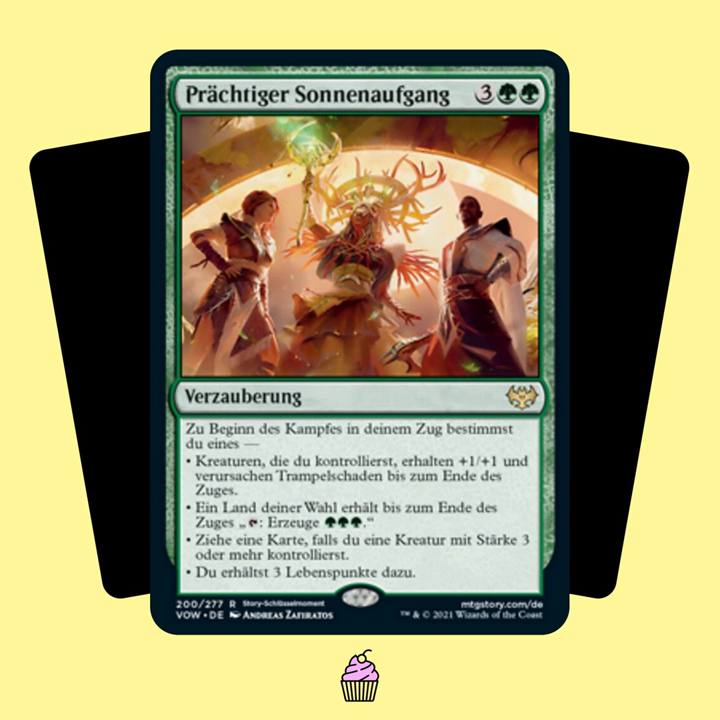 Prächtiger Sonnenaufgang 3
Verzauberung
Zu Beginn des Kampfes in deinem Zug bestimmst
du eines —
• Kreaturen, die du kontrollierst, erhalten +1/+1 und
verursachen Trampelschaden bis zum Ende des
Zuges.
• Ein Land deiner Wahl erhält bis zum Ende des
Zuges „: Erzeuge .“
• Ziehe eine Karte, falls du eine Kreatur mit Stärke 3
oder mehr kontrollierst.
• Du erhältst 3 Lebenspunkte dazu.
200/277 R Story-Schlüsselmoment mtgstory.com/de
VOW • DE Andreas Zafiratos ™ & © 2021 Wizards of the Coast